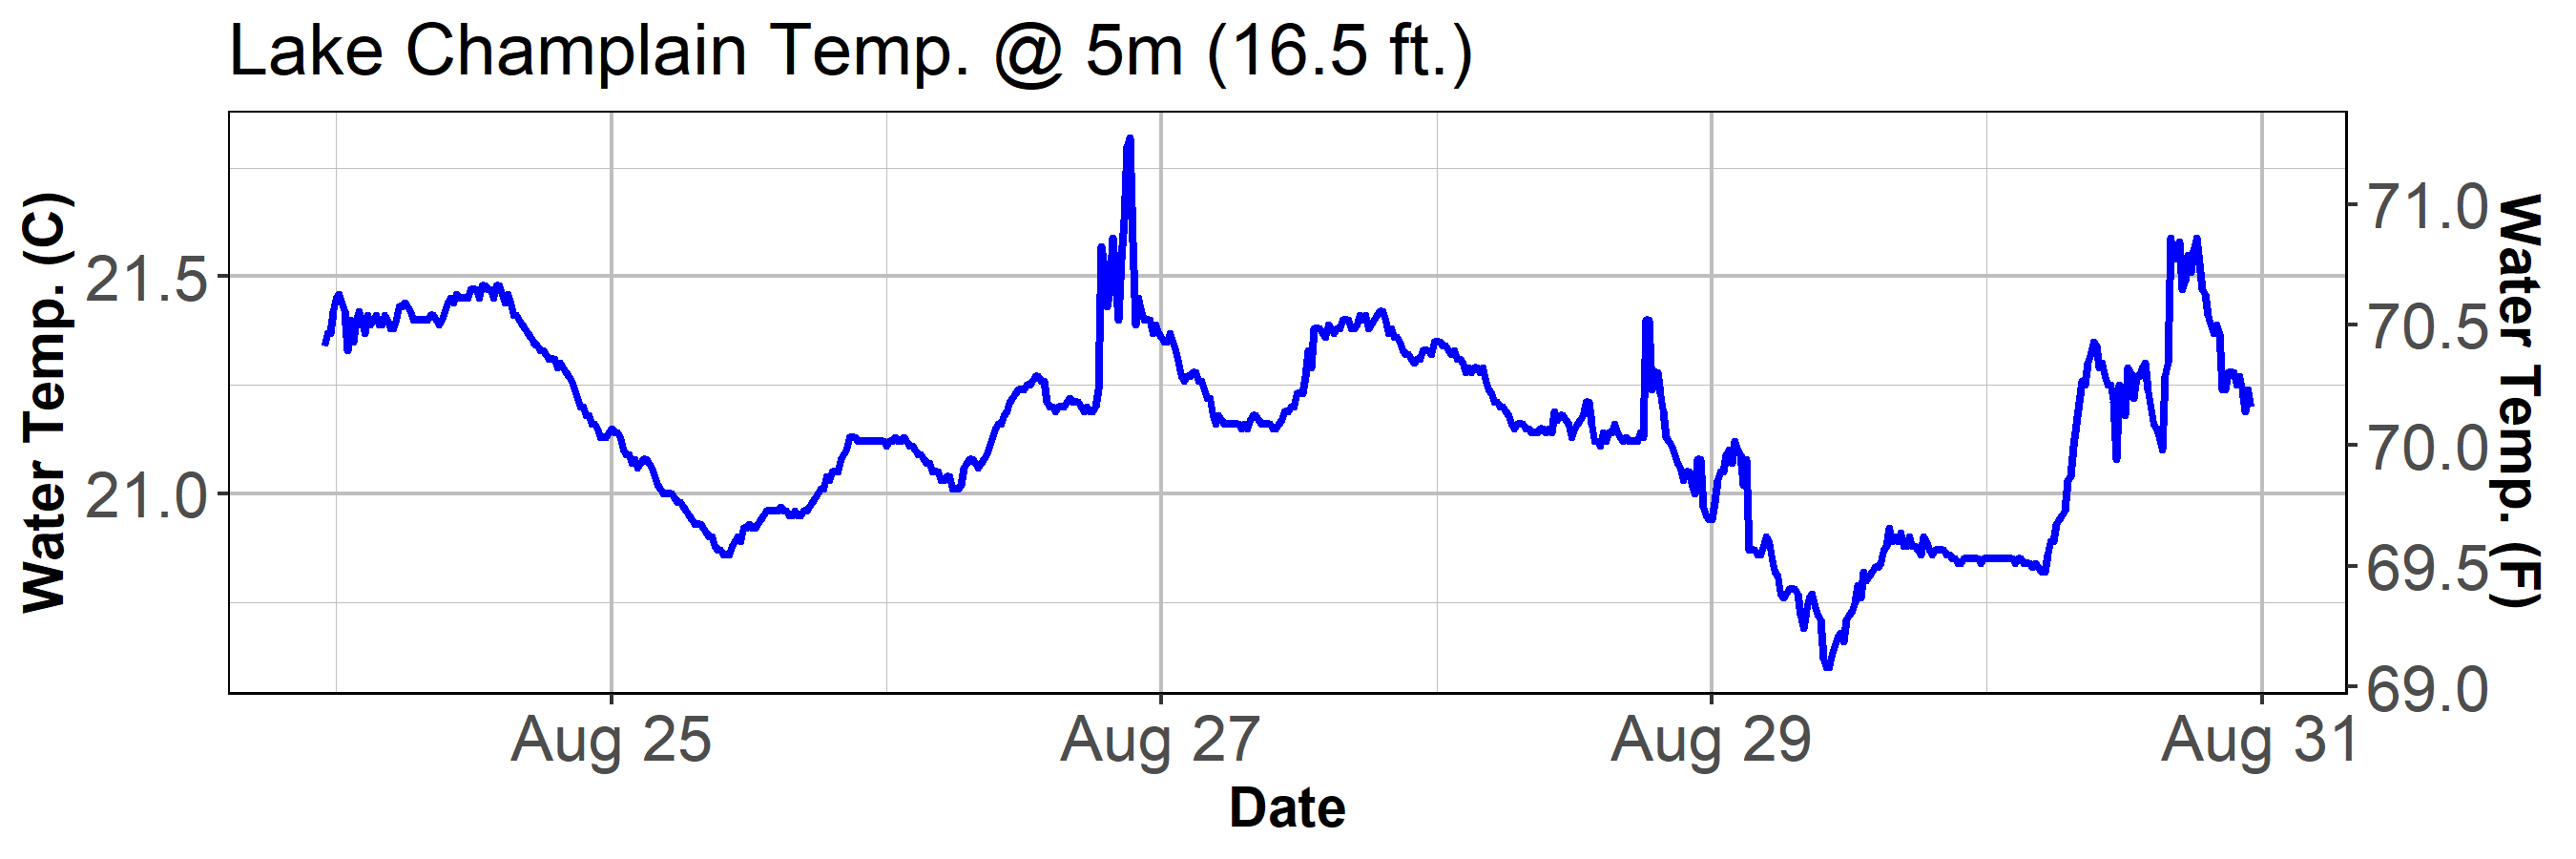 Lake Champlain Temp. @ 5m (16.5 ft.)
Water Temp. (C)
21.5
21.0
71.0
70.5
70.0
69.5
69.0
Water Temp. (F)
Aug 25 Aug 27 Aug 29 Aug 31
Date